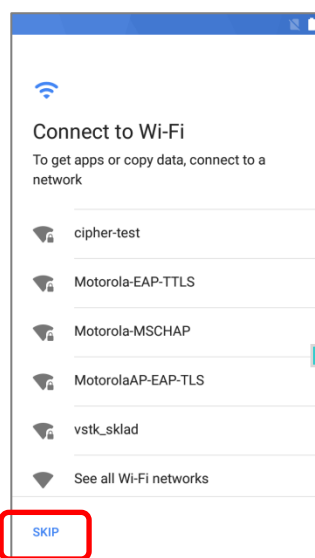 Connect to Wi-Fi
To get apps or copy data, connect to a
network
cipher-test
Motorola-EAP-TTLS
Motorola-MSCHAP
MotorolaAP-EAP-TLS
vstk_sklad
See all Wi-Fi networks
SKIP